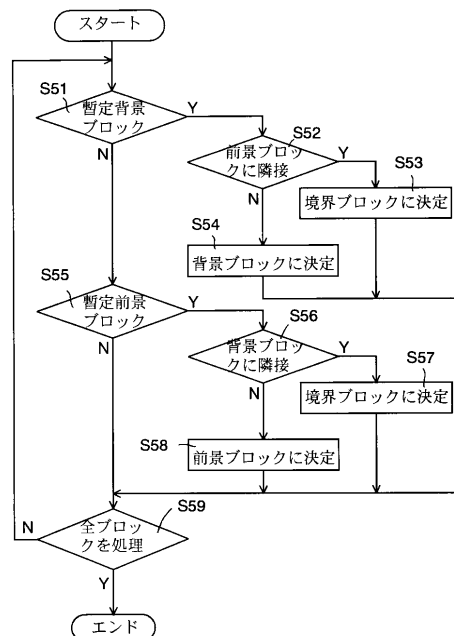 スタート
S51
暫定背景
ブロック
Y
N
S52
前景ブロッ
クに隣接
Y
N
S53
境界ブロックに決定
S54
背景ブロックに決定
S55
暫定前景
ブロック
Y
N
S56
背景ブロッ
クに隣接
Y
N
S57
境界ブロックに決定
S58
前景ブロックに決定
S59
全ブロッ
クを処理
N
Y
エンド